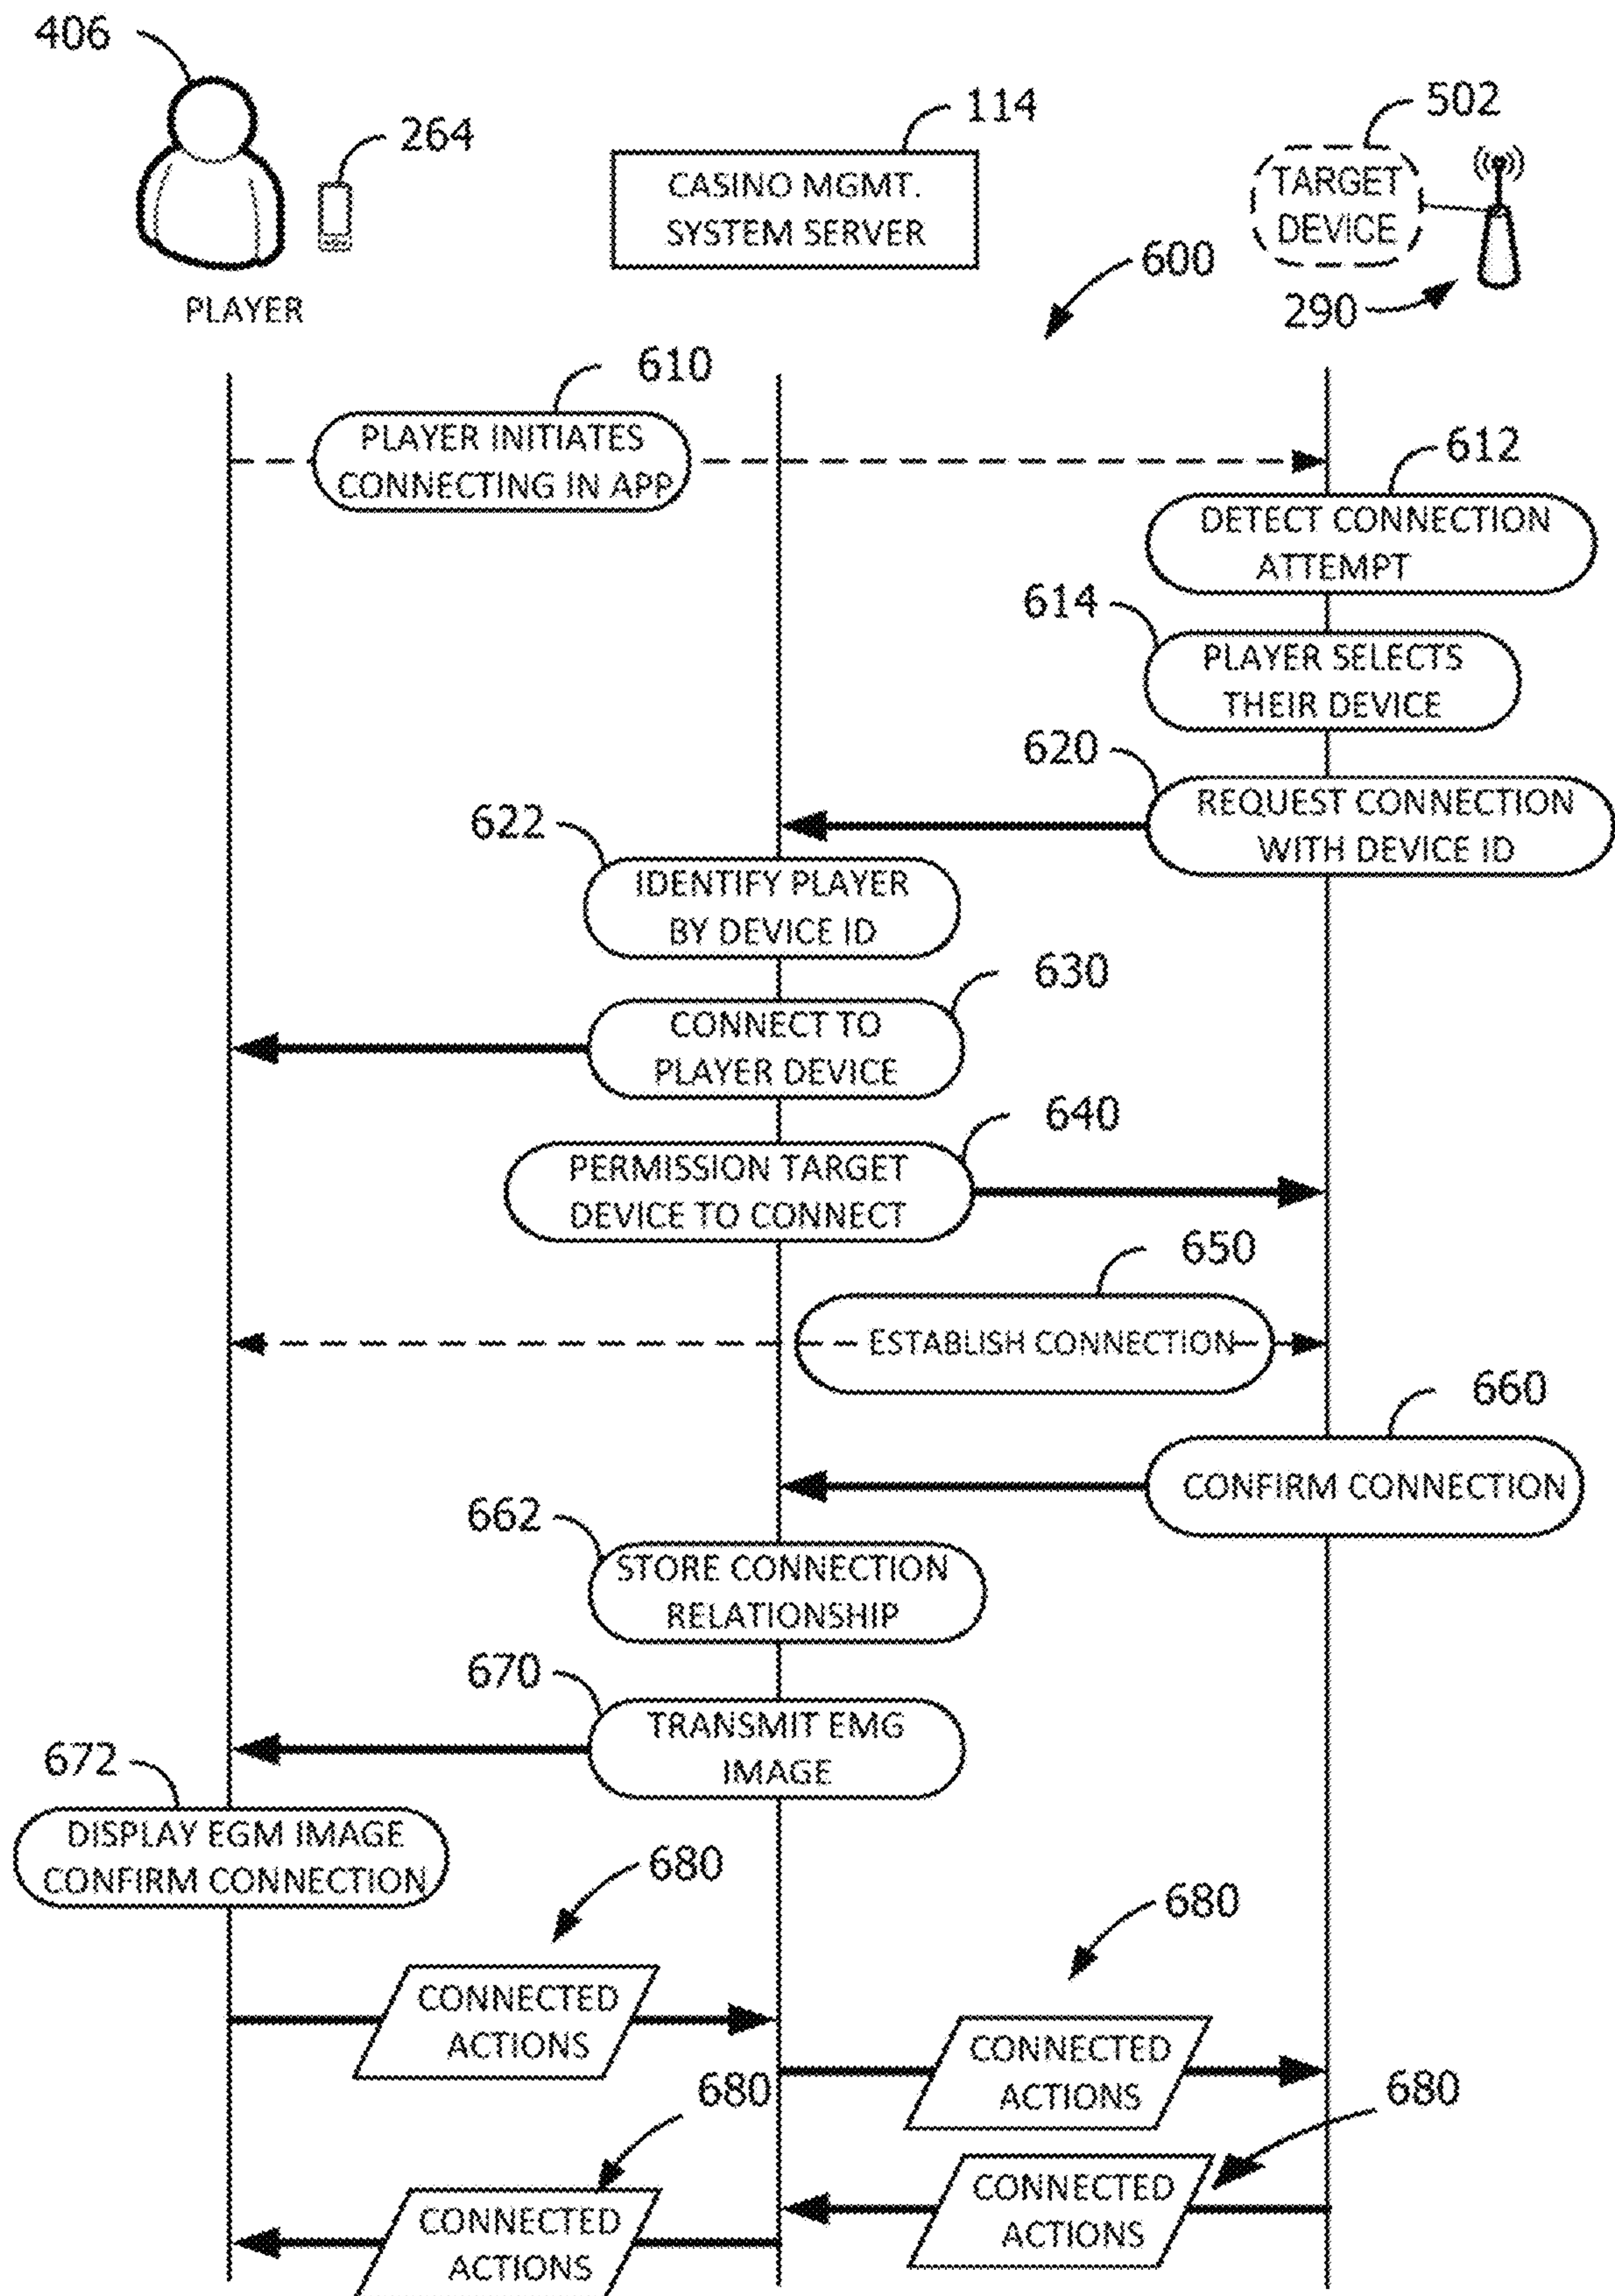 406
264
114
502
CASINO MGMT.
SYSTEM SERVER
TARGET
DEVICE
600
290
PLAYER
610
PLAYER INITIATES
CONNECTING IN APP
612
DETECT CONNECTION
ATTEMPT
614
PLAYER SELECTS
THEIR DEVICE
620
REQUEST CONNECTION
WITH DEVICE ID
622
IDENTIFY PLAYER
BY DEVICE ID
630
CONNECT TO
PLAYER DEVICE
640
PERMISSION TARGET
DEVICE TO CONNECT
650
ESTABLISH CONNECTION
660
CONFIRM CONNECTION
662
STORE CONNECTION
RELATIONSHIP
670
TRANSMIT EMG
IMAGE
672
DISPLAY EGM IMAGE
CONFIRM CONNECTION
680
680
CONNECTED
ACTIONS
CONNECTED
ACTIONS
680
680
CONNECTED
ACTIONS
CONNECTED
ACTIONS